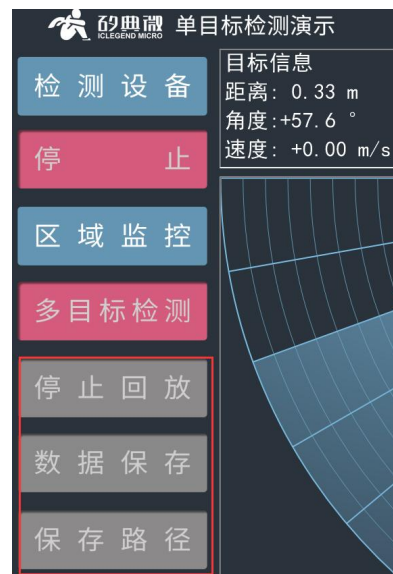 矽典微 单目标检测演示
ICLEGEND MICRO
目标信息
距离: 0.33 m
角度:+57.6 °
速度: +0.00 m/s
检测设备
停止
区域监控
多目标检测
停止回放
数据保存
保存路径